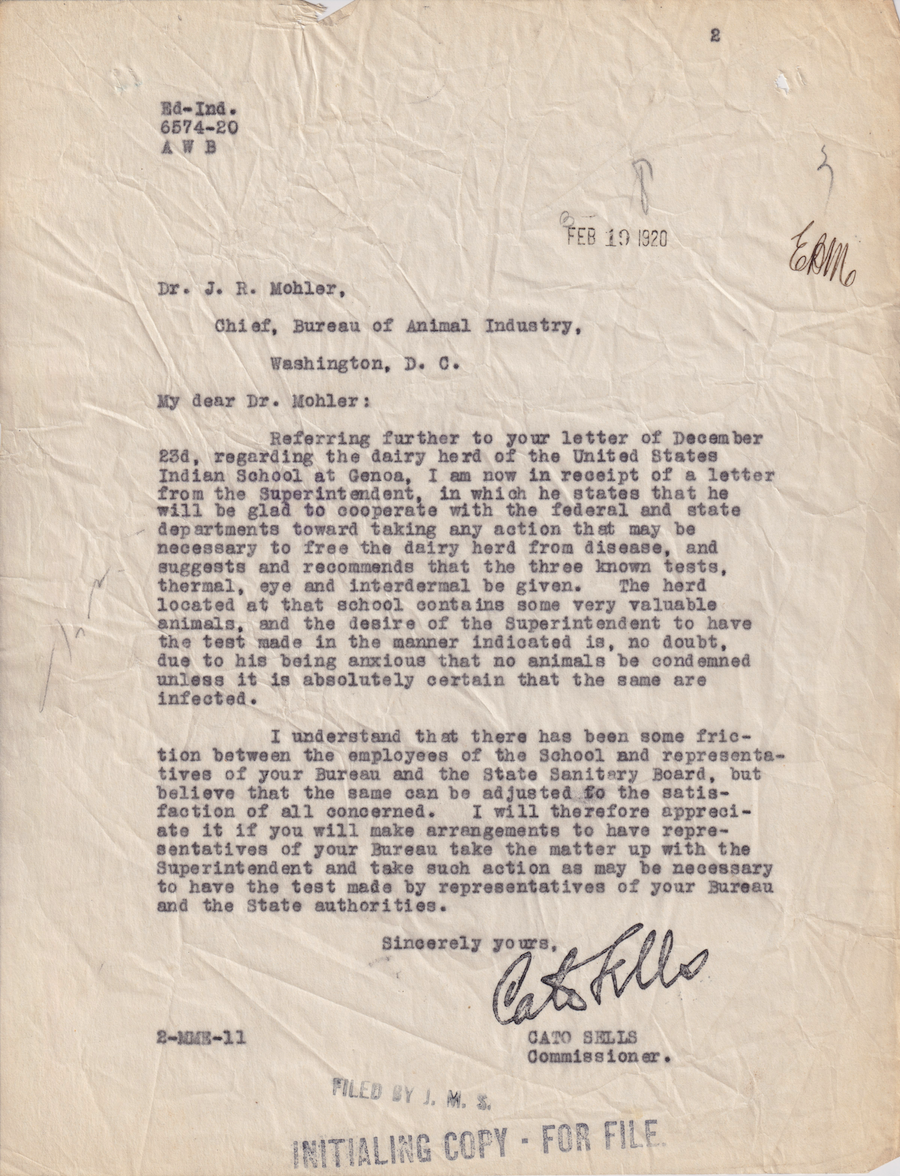 2
Ed-Ind.
6574-20
A W B
FEB 19 1920
EBM
Dr. J. R. Mohler,
Chief, Bureau of Animal Industry,
Washington, D. C.
My dear Dr. Mohler:
Referring further to your letter of December
23d, regarding the dairy herd of the United States
Indian School at Genoa, I am now in receipt of a letter
from the Superintendent, in which he states that he
will be glad to cooperate with the federal and state
departments toward taking any action that may be
necessary to free the dairy herd from disease, and
suggests and recommends that the three known tests,
thermal, eye and interdermal be given. The herd
located at that school contains some very valuable
animals, and the desire of the Superintendent to have
the test made in the manner indicated is, no doubt,
due to his being anxious that no animals be condemned
unless it is absolutely certain that the same are
infected.
I understand that there has been some fric-
tion between the employees of the School and representa-
tives of your Bureau and the State Sanitary Board, but
believe that the same can be adjusted to the satis-
faction of all concerned. I will therefore appreci-
ate it if you will make arrangements to have repre-
sentatives of your Bureau take the matter up with the
Superintendent and take such action as may be necessary
to have the test made by representatives of your Bureau
and the State authorities.
Sincerely yours,
Cato Sells
2-MME-11
CATO SELLS
Commissioner.
FILED BY J. M. S.
INITIALING COPY - FOR FILE